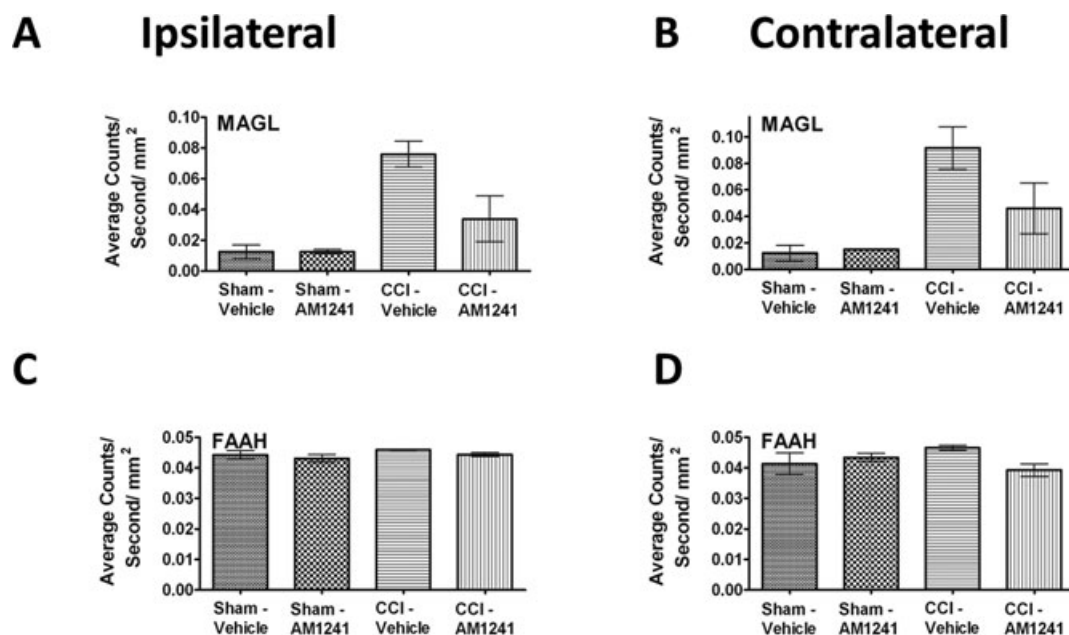 A Ipsilateral
B Contralateral
MAGL
Average Counts/
Second/ mm²
0.10
0.08
0.06
0.04
0.02
0.00
Sham -
Vehicle
Sham -
AM1241
CCI -
Vehicle
CCI -
AM1241
MAGL
Average Counts/
Second/ mm²
0.10
0.08
0.06
0.04
0.02
0.00
Sham -
Vehicle
Sham -
AM1241
CCI -
Vehicle
CCI -
AM1241
C
FAAH
Average Counts/
Second/ mm²
0.05
0.04
0.03
0.02
0.01
0.00
Sham -
Vehicle
Sham -
AM1241
CCI -
Vehicle
CCI -
AM1241
D
FAAH
Average Counts/
Second/ mm²
0.05
0.04
0.03
0.02
0.01
0.00
Sham -
Vehicle
Sham -
AM1241
CCI -
Vehicle
CCI -
AM1241